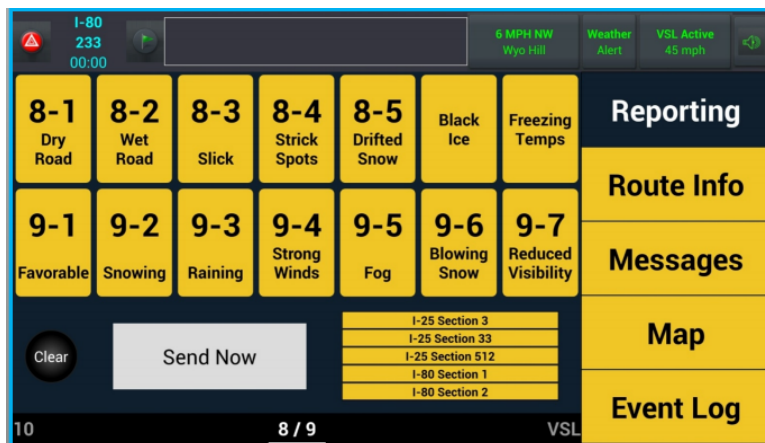 I-80
233
00:00
6 MPH NW
Wyo Hill
Weather
Alert
VSL Active
45 mph
8-1
Dry
Road
8-2
Wet
Road
8-3
Slick
8-4
Strick
Spots
8-5
Drifted
Snow
Black
Ice
Freezing
Temps
9-1
Favorable
9-2
Snowing
9-3
Raining
9-4
Strong
Winds
9-5
Fog
9-6
Blowing
Snow
9-7
Reduced
Visibility
Clear
Send Now
I-25 Section 3
I-25 Section 33
I-25 Section 512
I-80 Section 1
I-80 Section 2
10
8 / 9
VSL
Reporting
Route Info
Messages
Map
Event Log